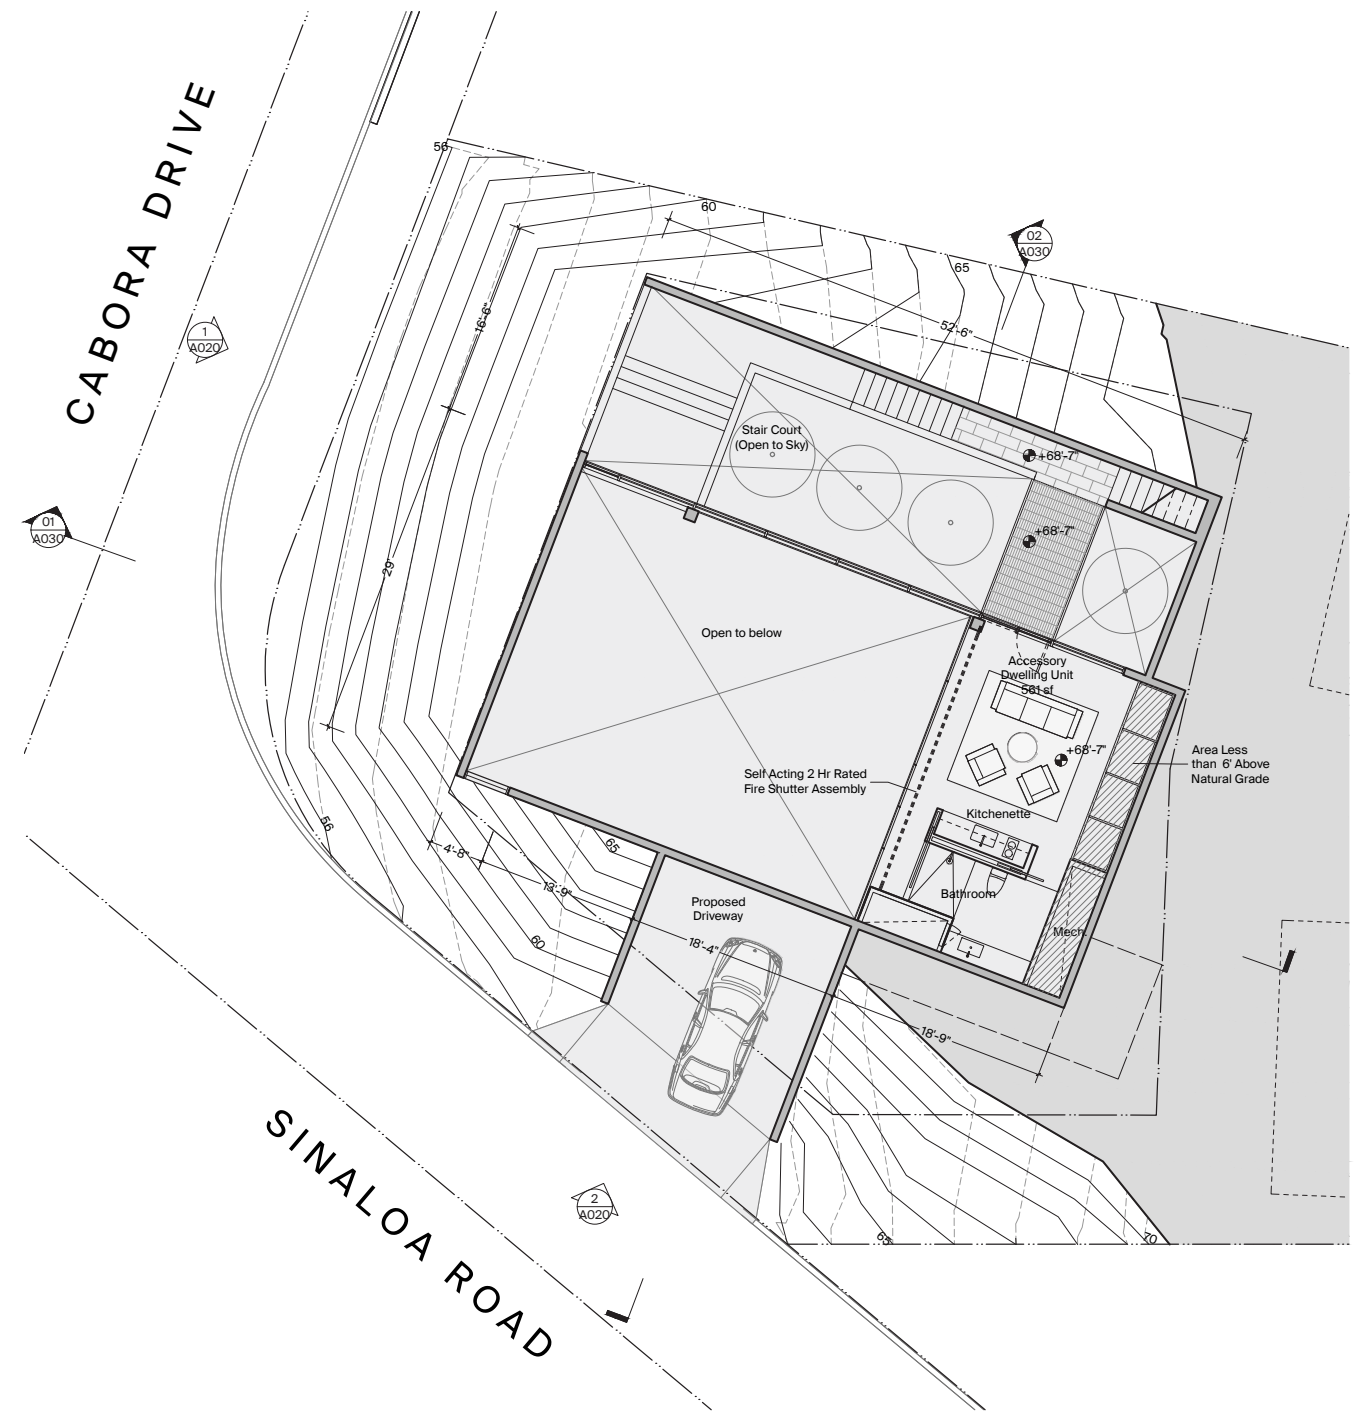 CABORA DRIVE
56
60
02
A030
65
52'-6"
16'-6"
1
A020
Stair Court
(Open to Sky)
+68'-7"
01
A030
+68'-7"
29'
Open to below
Accessory
Dwelling Unit
561 sf
+68'-7"
Area Less
than 6' Above
Natural Grade
Self Acting 2 Hr Rated
Fire Shutter Assembly
Kitchenette
56
65
4'-8"
13'-9"
Bathroom
Proposed
Driveway
Mech.
60
18'-4"
18'-9"
SINALOA ROAD
2
A020
65
70